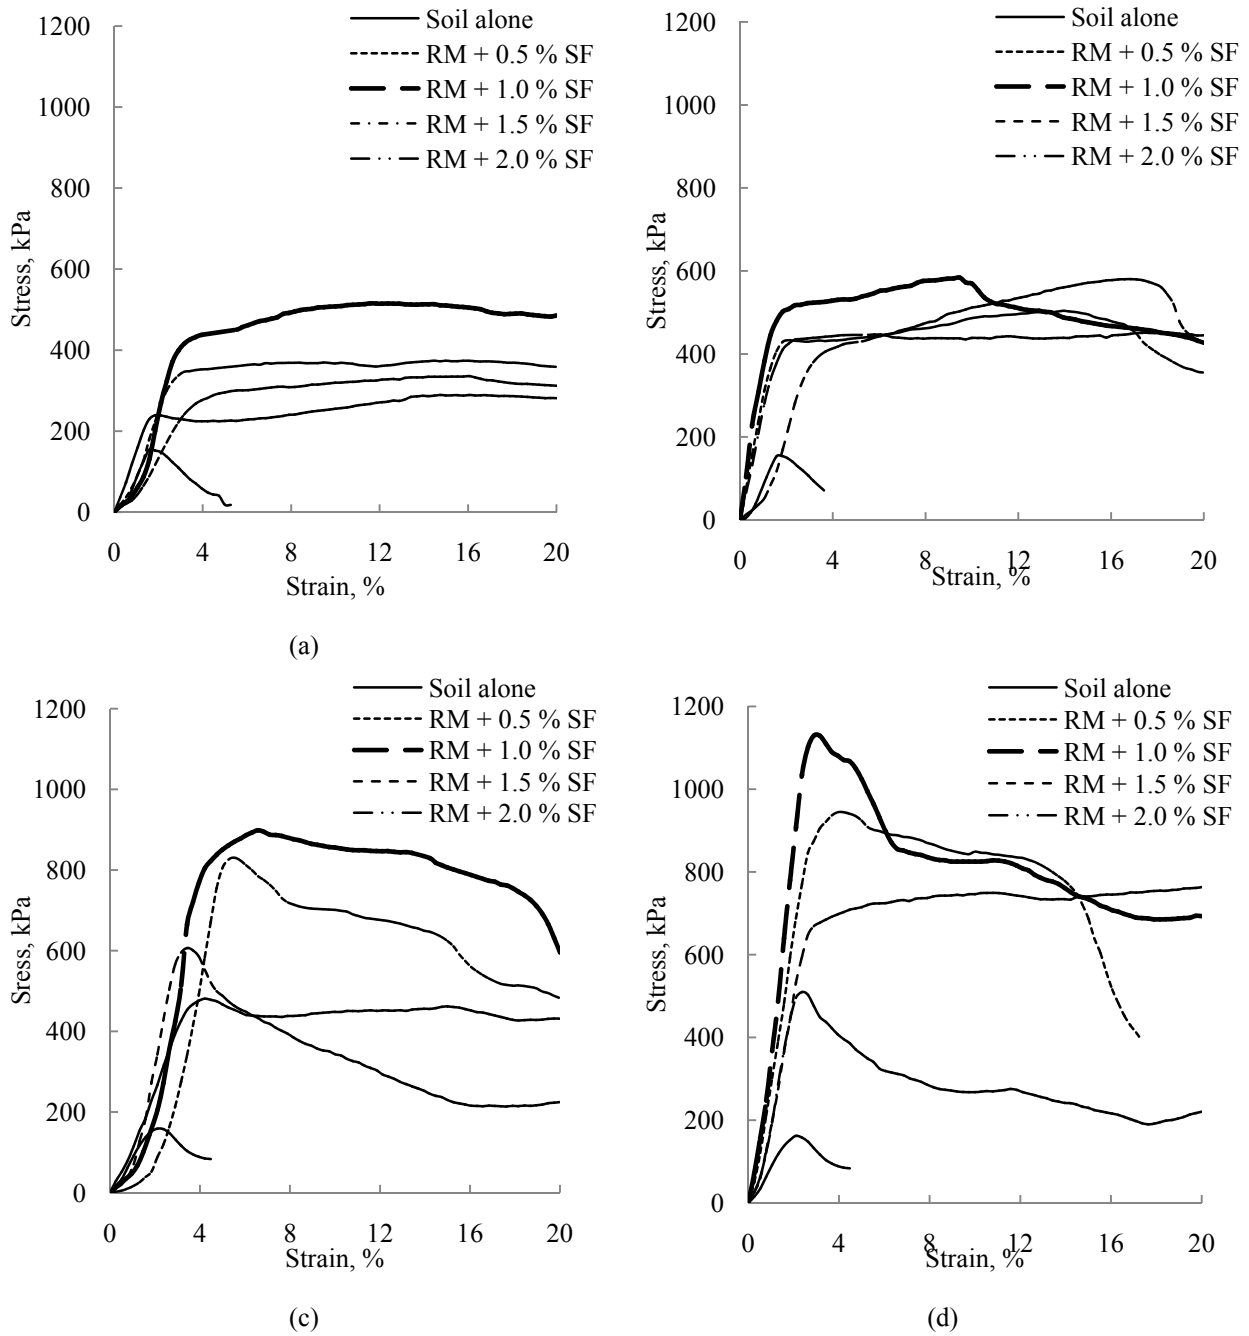 Soil alone
RM + 0.5 % SF
RM + 1.0 % SF
RM + 1.5 % SF
RM + 2.0 % SF
1200
1000
800
600
400
200
0
Stress, kPa
0 4 8 12 16 20
Strain, %
(a)
Soil alone
RM + 0.5 % SF
RM + 1.0 % SF
RM + 1.5 % SF
RM + 2.0 % SF
1200
1000
800
600
400
200
0
Stress, kPa
0 4 8 12 16 20
Strain, %
Soil alone
RM + 0.5 % SF
RM + 1.0 % SF
RM + 1.5 % SF
RM + 2.0 % SF
1200
1000
800
600
400
200
0
Sress, kPa
0 4 8 12 16 20
Strain, %
(c)
Soil alone
RM + 0.5 % SF
RM + 1.0 % SF
RM + 1.5 % SF
RM + 2.0 % SF
1200
1000
800
600
400
200
0
Stress, kPa
0 4 8 12 16 20
Strain, %
(d)